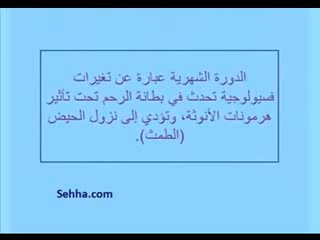 الدورة الشهرية عبارة عن تغيرات
فسيولوجية تحدث في بطانة الرحم تحت تأثير
هرمونات الأنوثة، وتؤدي إلى نزول الحيض
(الطمث).
Sehha.com